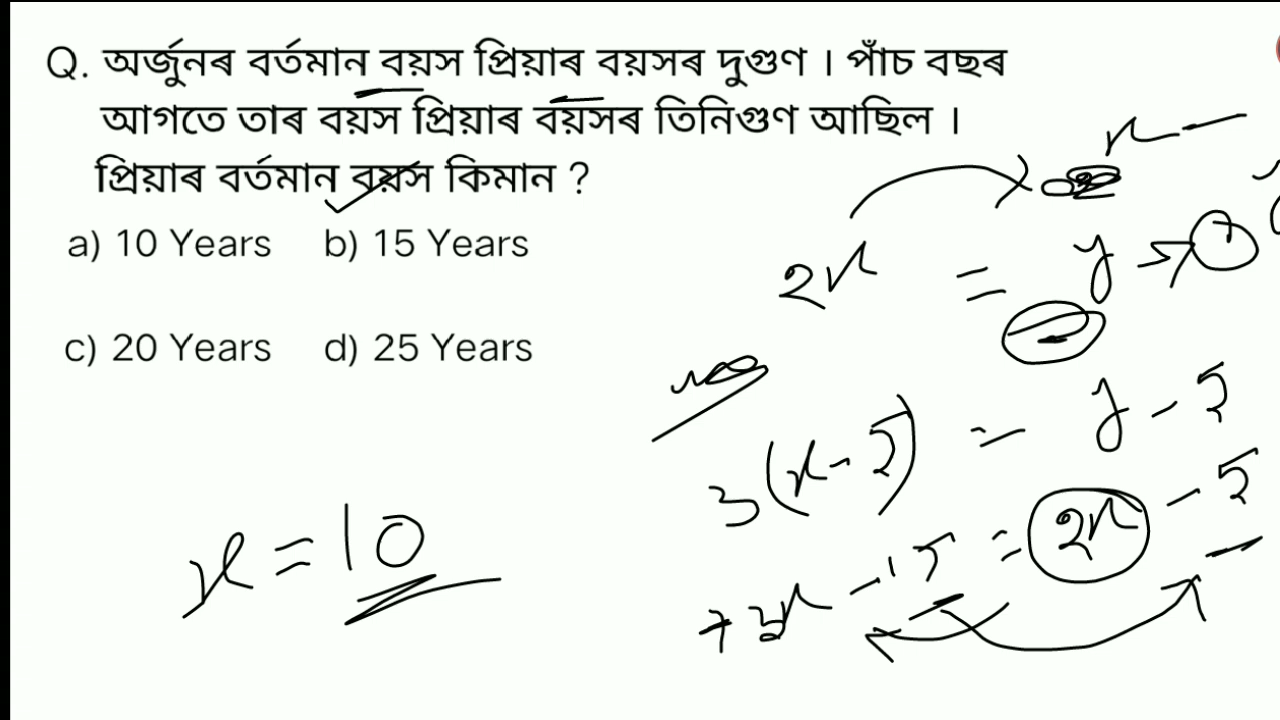 Q. অৰ্জুনৰ বৰ্তমান বয়স প্ৰিয়াৰ বয়সৰ দুগুণ । পাঁচ বছৰ
আগতে তাৰ বয়স প্ৰিয়াৰ বয়সৰ তিনিগুণ আছিল ।
প্ৰিয়াৰ বৰ্তমান বয়স কিমান ?
a) 10 Years b) 15 Years
c) 20 Years d) 25 Years
2x = y
3(x-5) = y-5
3x-15 = 2x-5
x = 10